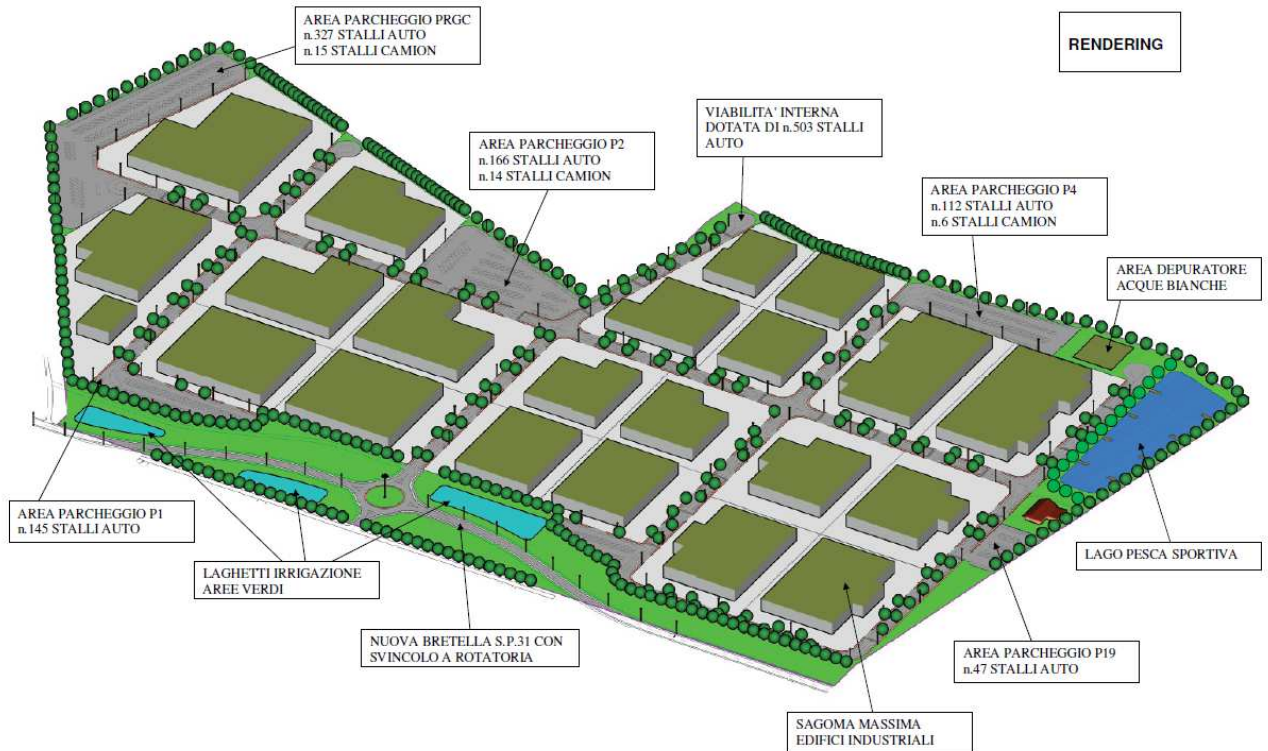 AREA PARCHEGGIO PRGC
n.327 STALLI AUTO
n.15 STALLI CAMION
RENDERING
VIABILITA' INTERNA
DOTATA DI n.503 STALLI
AUTO
AREA PARCHEGGIO P2
n.166 STALLI AUTO
n.14 STALLI CAMION
AREA PARCHEGGIO P4
n.112 STALLI AUTO
n.6 STALLI CAMION
AREA DEPURATORE
ACQUE BIANCHE
AREA PARCHEGGIO P1
n.145 STALLI AUTO
LAGHETTI IRRIGAZIONE
AREE VERDI
LAGO PESCA SPORTIVA
NUOVA BRETELLA S.P.31 CON
SVINCOLO A ROTATORIA
AREA PARCHEGGIO P19
n.47 STALLI AUTO
SAGOMA MASSIMA
EDIFICI INDUSTRIALI